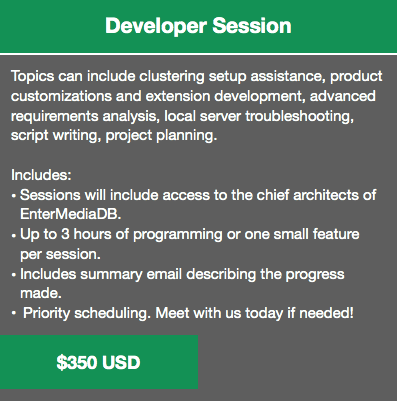 Developer Session
Topics can include clustering setup assistance, product
customizations and extension development, advanced
requirements analysis, local server troubleshooting,
script writing, project planning.
Includes:
• Sessions will include access to the chief architects of
EnterMediaDB.
• Up to 3 hours of programming or one small feature
per session.
• Includes summary email describing the progress
made.
• Priority scheduling. Meet with us today if needed!
$350 USD